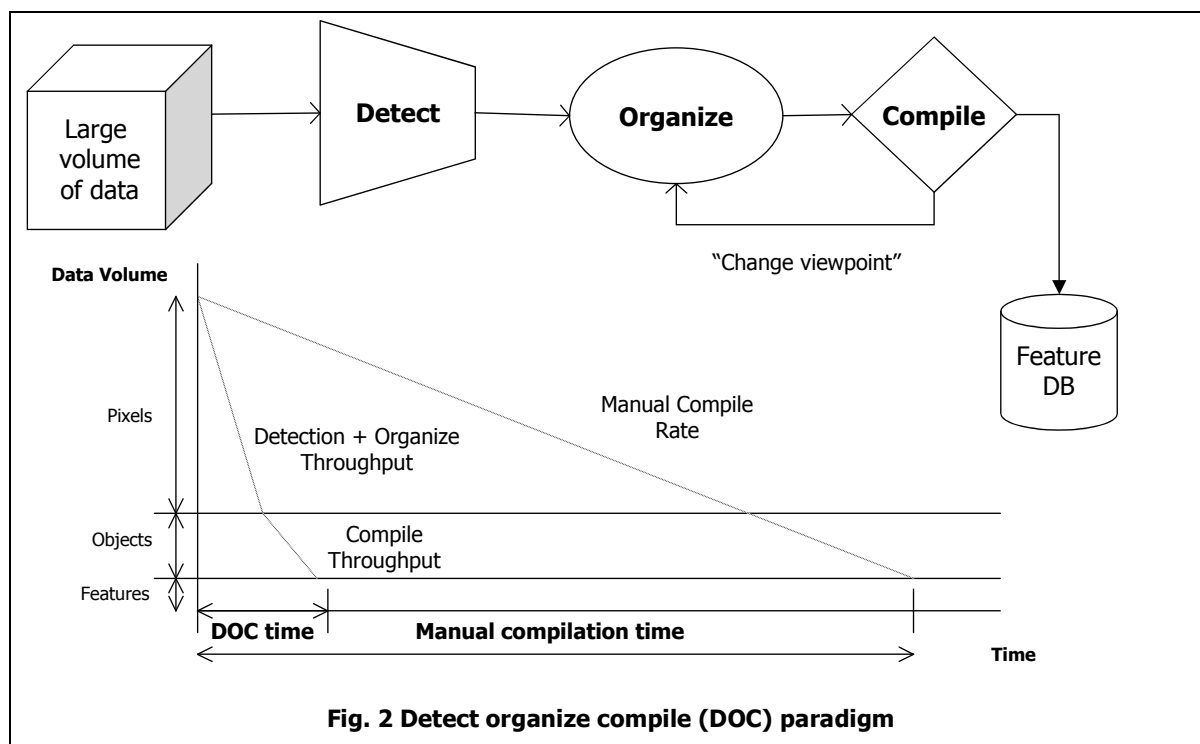 Large
volume
of data
Detect
Organize
Compile
“Change viewpoint”
Feature
DB
Data Volume
Pixels
Manual Compile
Rate
Detection + Organize
Throughput
Objects
Compile
Throughput
Features
DOC time
Manual compilation time
Time
Fig. 2 Detect organize compile (DOC) paradigm